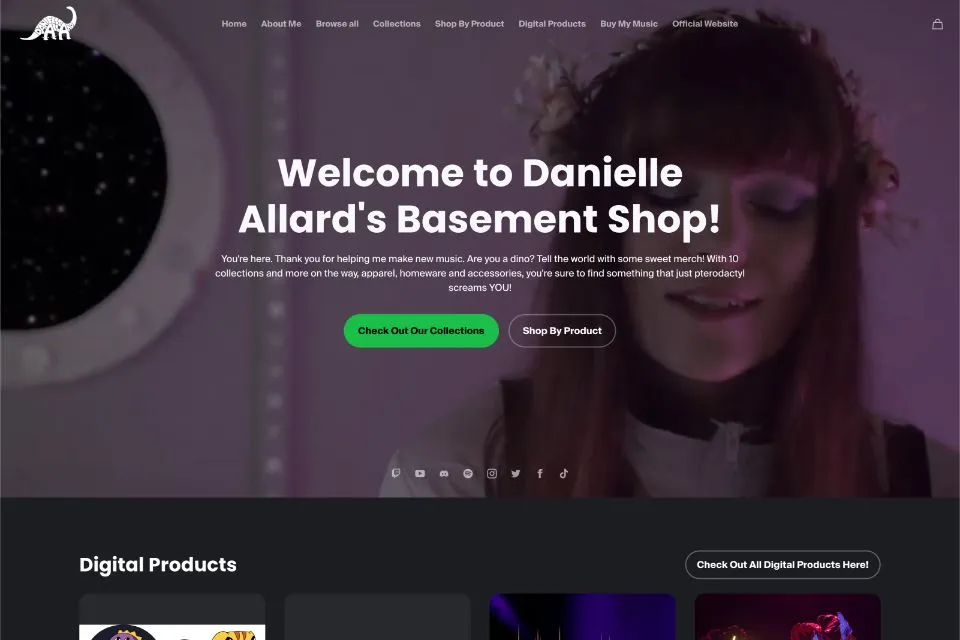 Home About Me Browse all Collections Shop By Product Digital Products Buy My Music Official Website
Welcome to Danielle
Allard's Basement Shop!
You're here. Thank you for helping me make new music. Are you a dino? Tell the world with some sweet merch! With 10
collections and more on the way, apparel, homeware and accessories, you're sure to find something that just pterodactyl
screams YOU!
Check Out Our Collections Shop By Product
Digital Products Check Out All Digital Products Here!